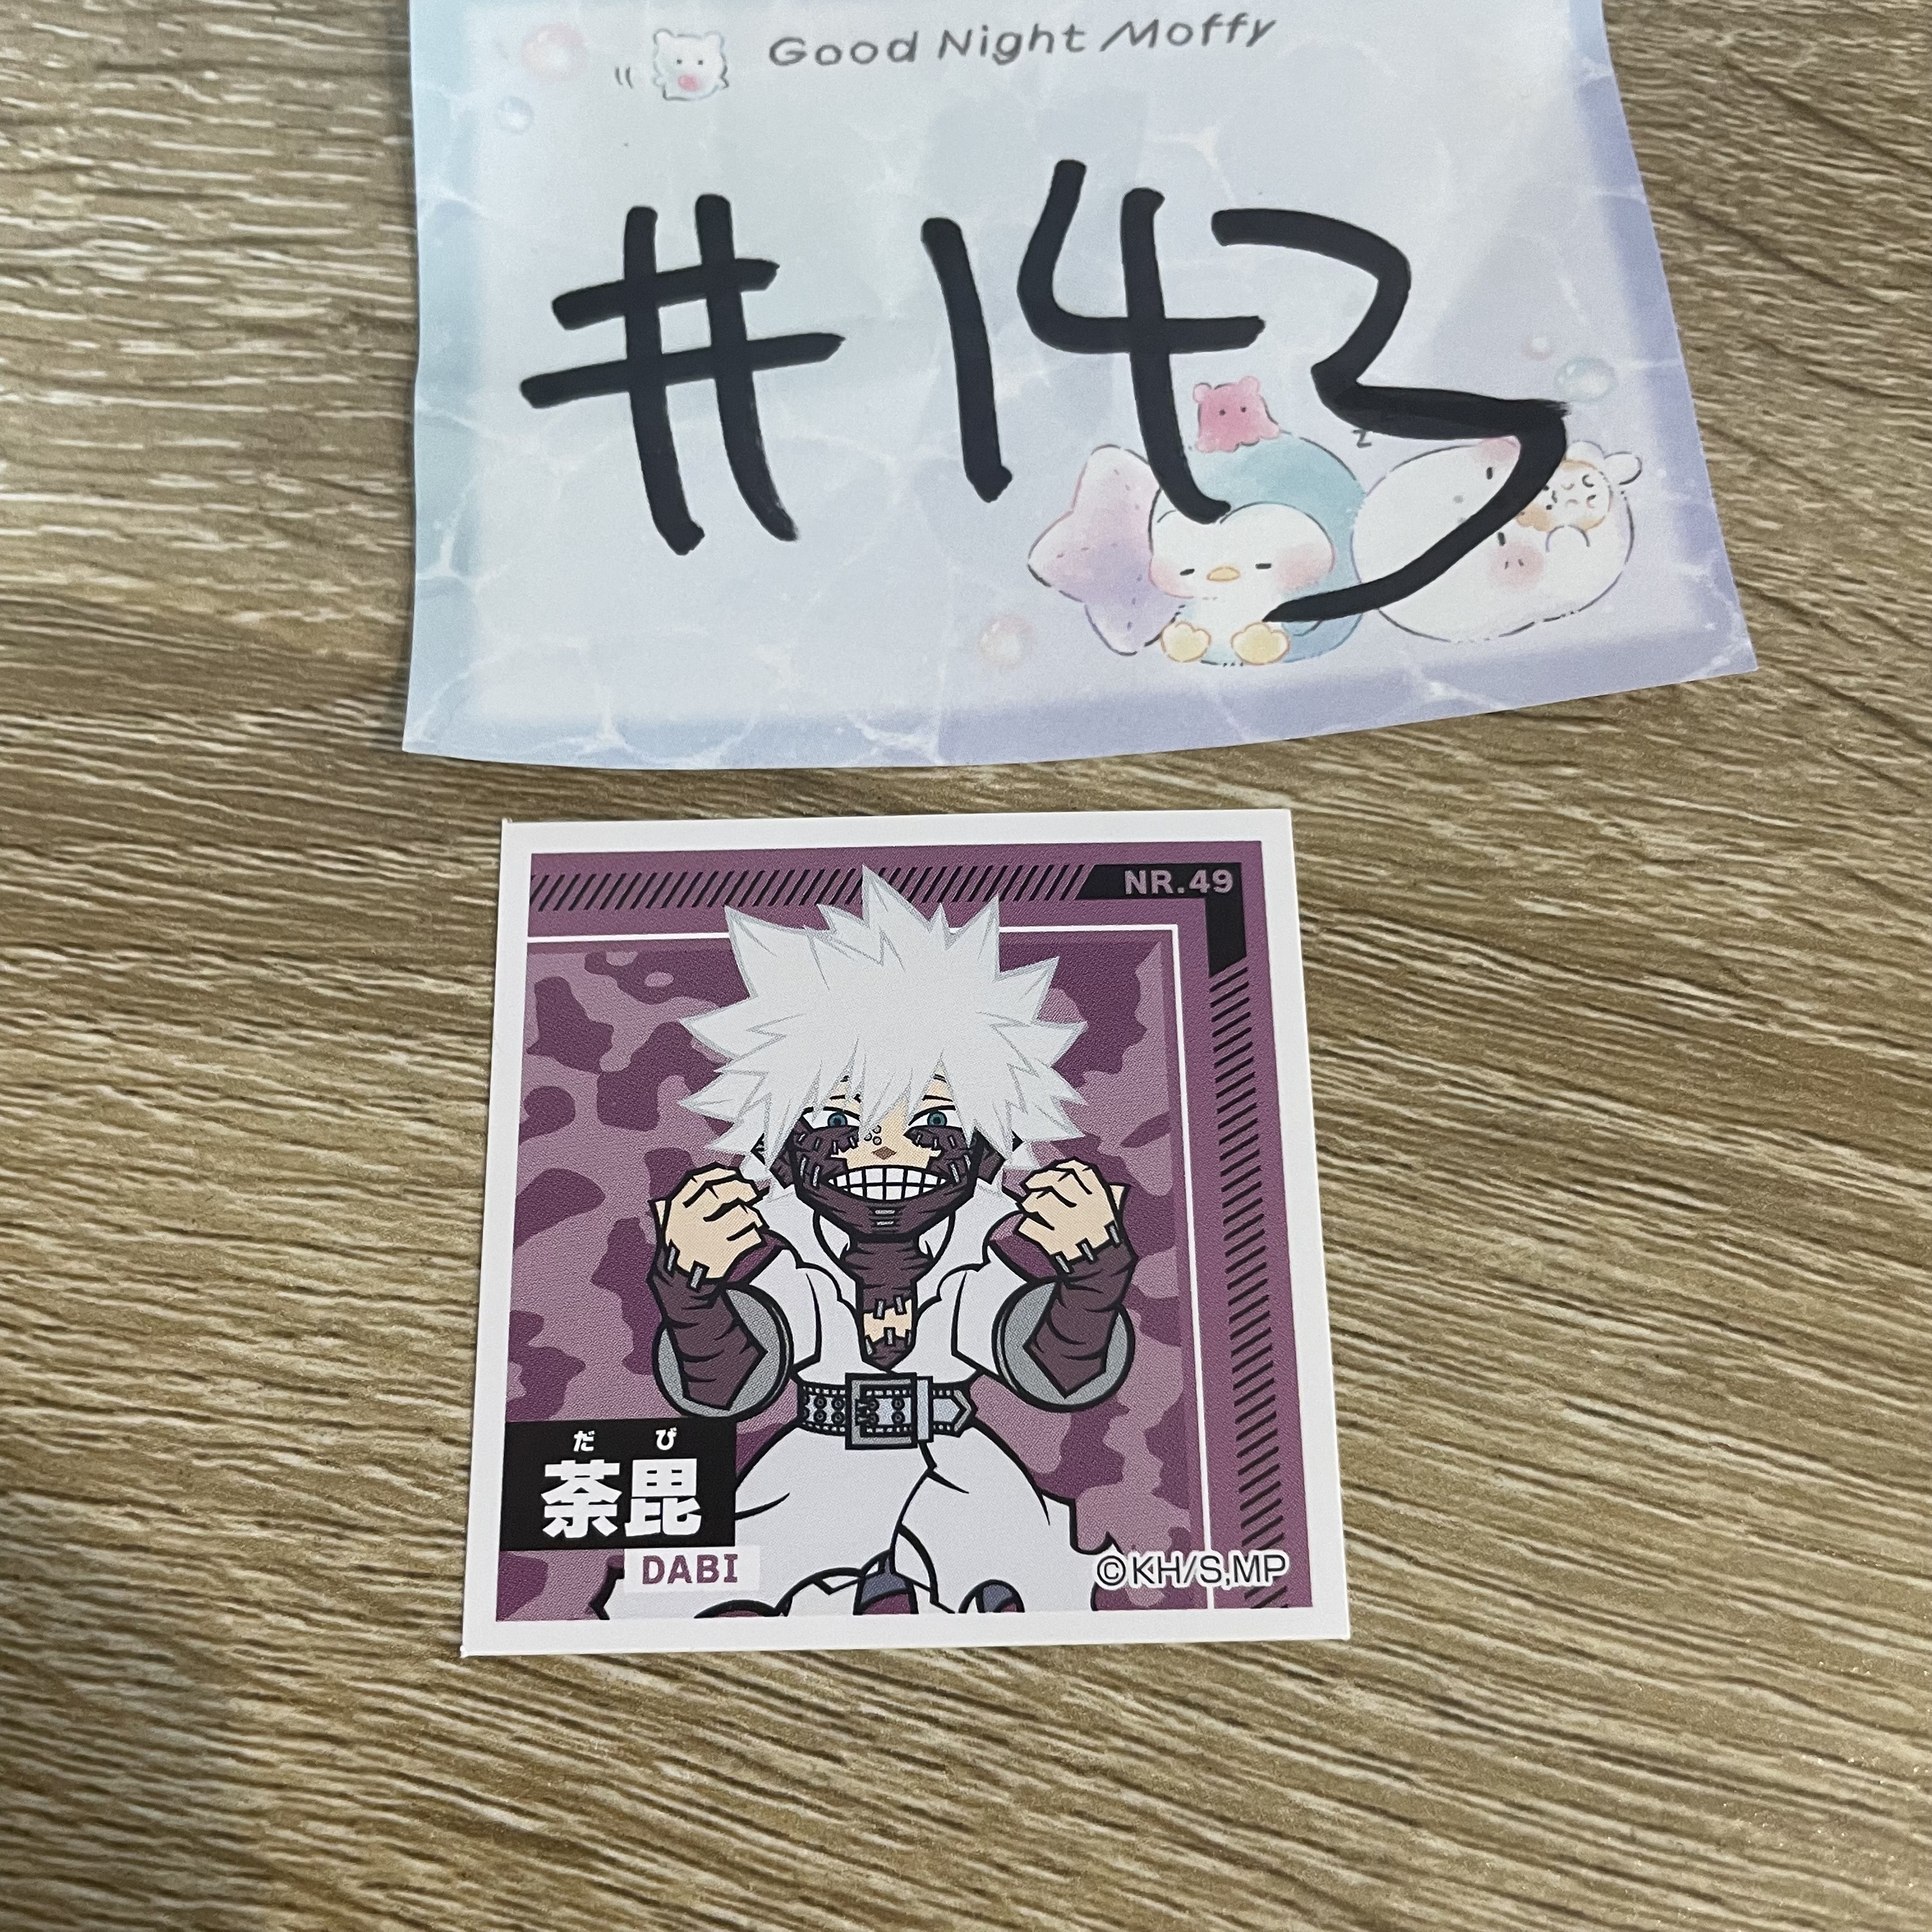 Good Night Moffy
#143
z
NR.49
だび
荼毘
DABI
©KH/S,MP